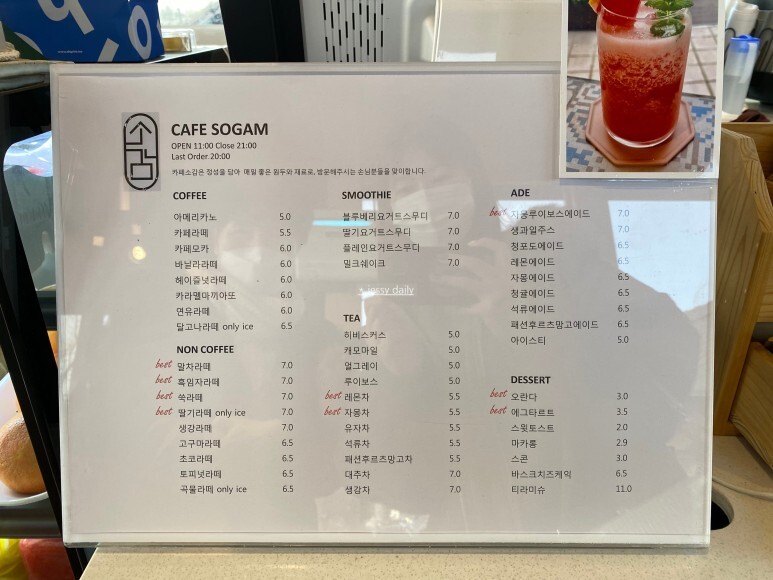 소감
CAFE SOGAM
OPEN 11:00 Close 21:00
Last Order 20:00
카페소감은 정성을 담아 매월 좋은 원두와 재료로, 방문해주시는 손님분들을 맞이합니다.
COFFEE
아메리카노 5.0
카페라떼 5.5
카페모카 6.0
바닐라라떼 6.0
헤이즐넛라떼 6.0
카라멜마끼아또 6.0
연유라떼 6.0
달고나라떼 only ice 6.5
NON COFFEE
best 말차라떼 7.0
best 흑임자라떼 7.0
best 쑥라떼 7.0
best 딸기라떼 only ice 7.0
생강라떼 7.0
고구마라떼 6.5
초코라떼 6.5
토피넛라떼 6.5
곡물라떼 only ice 6.5
SMOOTHIE
블루베리요거트스무디 7.0
딸기요거트스무디 7.0
플레인요거트스무디 7.0
밀크쉐이크 7.0
jessy daily
TEA
히비스커스 5.0
캐모마일 5.0
얼그레이 5.0
루이보스 5.0
best 레몬차 5.5
best 자몽차 5.5
유자차 5.5
석류차 5.5
패션후르츠망고차 5.5
대추차 7.0
생강차 7.0
ADE
best 자몽루이보스에이드 7.0
생과일주스 7.0
청포도에이드 6.5
레몬에이드 6.5
자몽에이드 6.5
청귤에이드 6.5
석류에이드 6.5
패션후르츠망고에이드 6.5
아이스티 5.0
DESSERT
best 오란다 3.0
best 에그타르트 3.5
스윗토스트 2.0
마카롱 2.9
스콘 3.0
바스크치즈케익 6.5
티라미슈 11.0